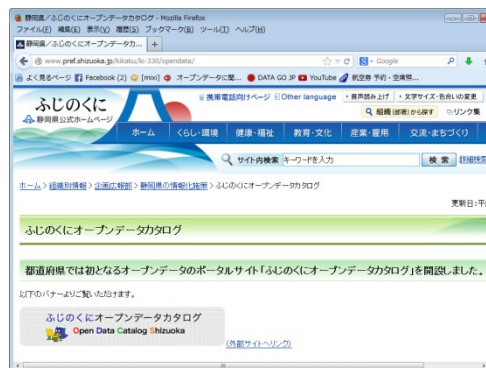 静岡県／ふじのくにオープンデータカタログ - Mozilla Firefox
ファイル(F) 編集(E) 表示(V) 履歴(S) ブックマーク(B) ツール(T) ヘルプ(H)
静岡県／ふじのくにオープンデータカ...
www.pref.shizuoka.jp/kikaku/ki-330/opendata/
Google
よく見るページ Facebook (2) [mixi] オープンデータに関... DATA GO JP YouTube 航空券 予約・空席照...
ふじのくに
静岡県公式ホームページ
携帯電話向けページ Other language 音声読み上げ 文字サイズ・色合いの変更
組織(部署)から探す リンク集
ホーム くらし・環境 健康・福祉 教育・文化 産業・雇用 交流・まちづくり
サイト内検索 キーワードを入力 検索 詳細検索
ホーム > 組織別情報 > 企画広報部 > 静岡県の情報化施策 > ふじのくにオープンデータカタログ
更新日:平
ふじのくにオープンデータカタログ
都道府県では初となるオープンデータのポータルサイト「ふじのくにオープンデータカタログ」を開設しました。
以下のバナーよりご覧いただけます。
ふじのくにオープンデータカタログ
Open Data Catalog Shizuoka
(外部サイトへリンク)